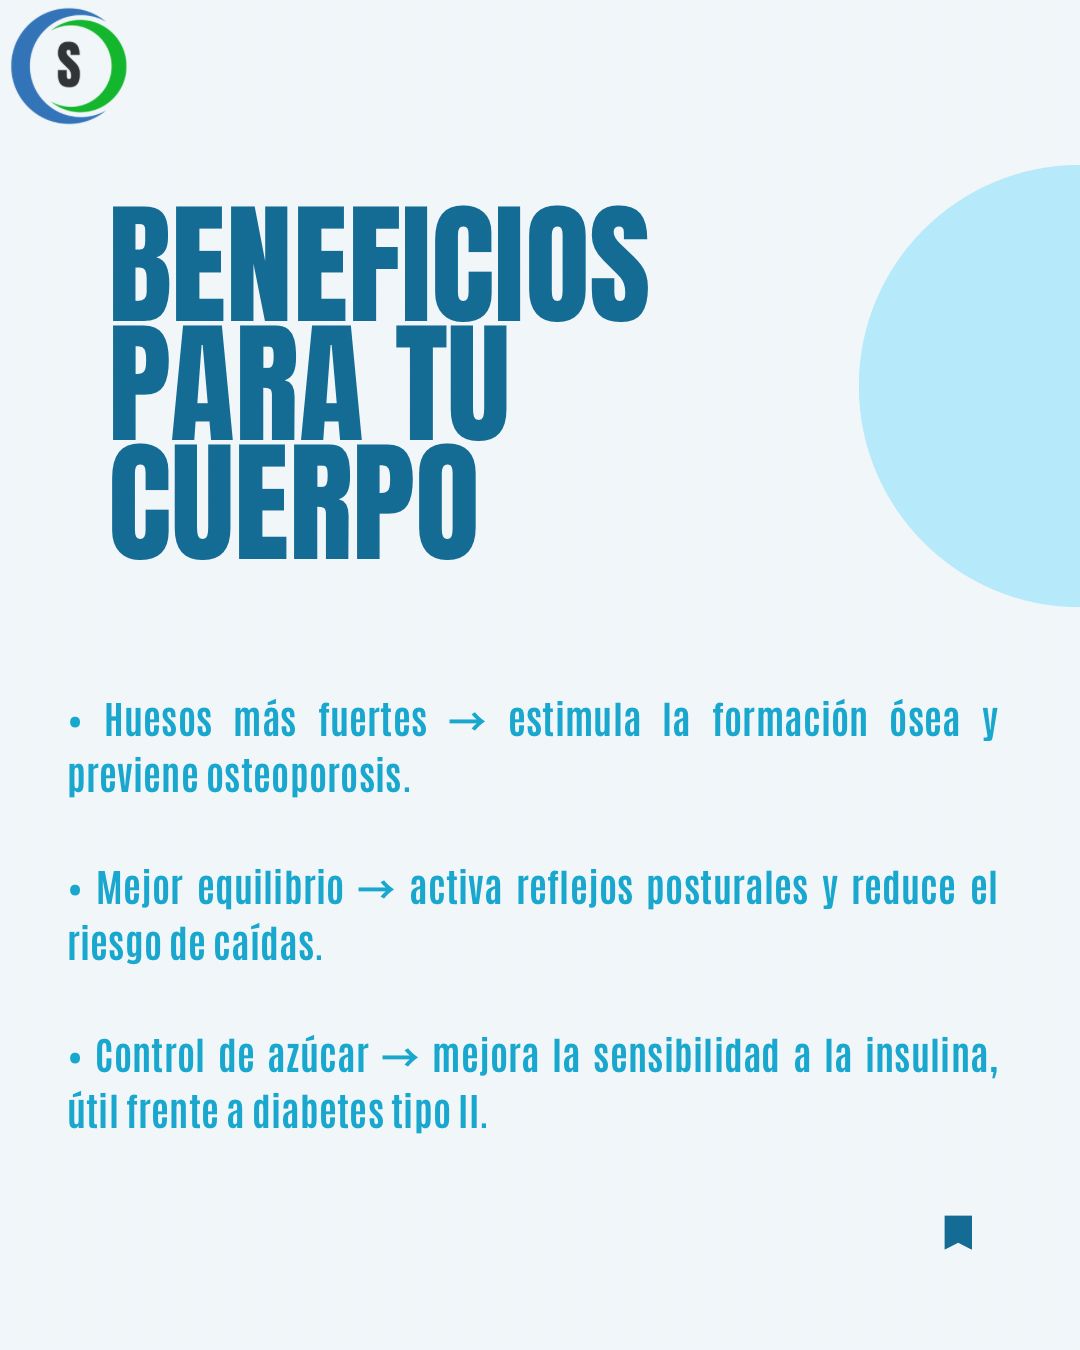 S
BENEFICIOS
PARA TU
CUERPO
• Huesos más fuertes → estimula la formación ósea y
previene osteoporosis.
• Mejor equilibrio → activa reflejos posturales y reduce el
riesgo de caídas.
• Control de azúcar → mejora la sensibilidad a la insulina,
útil frente a diabetes tipo II.